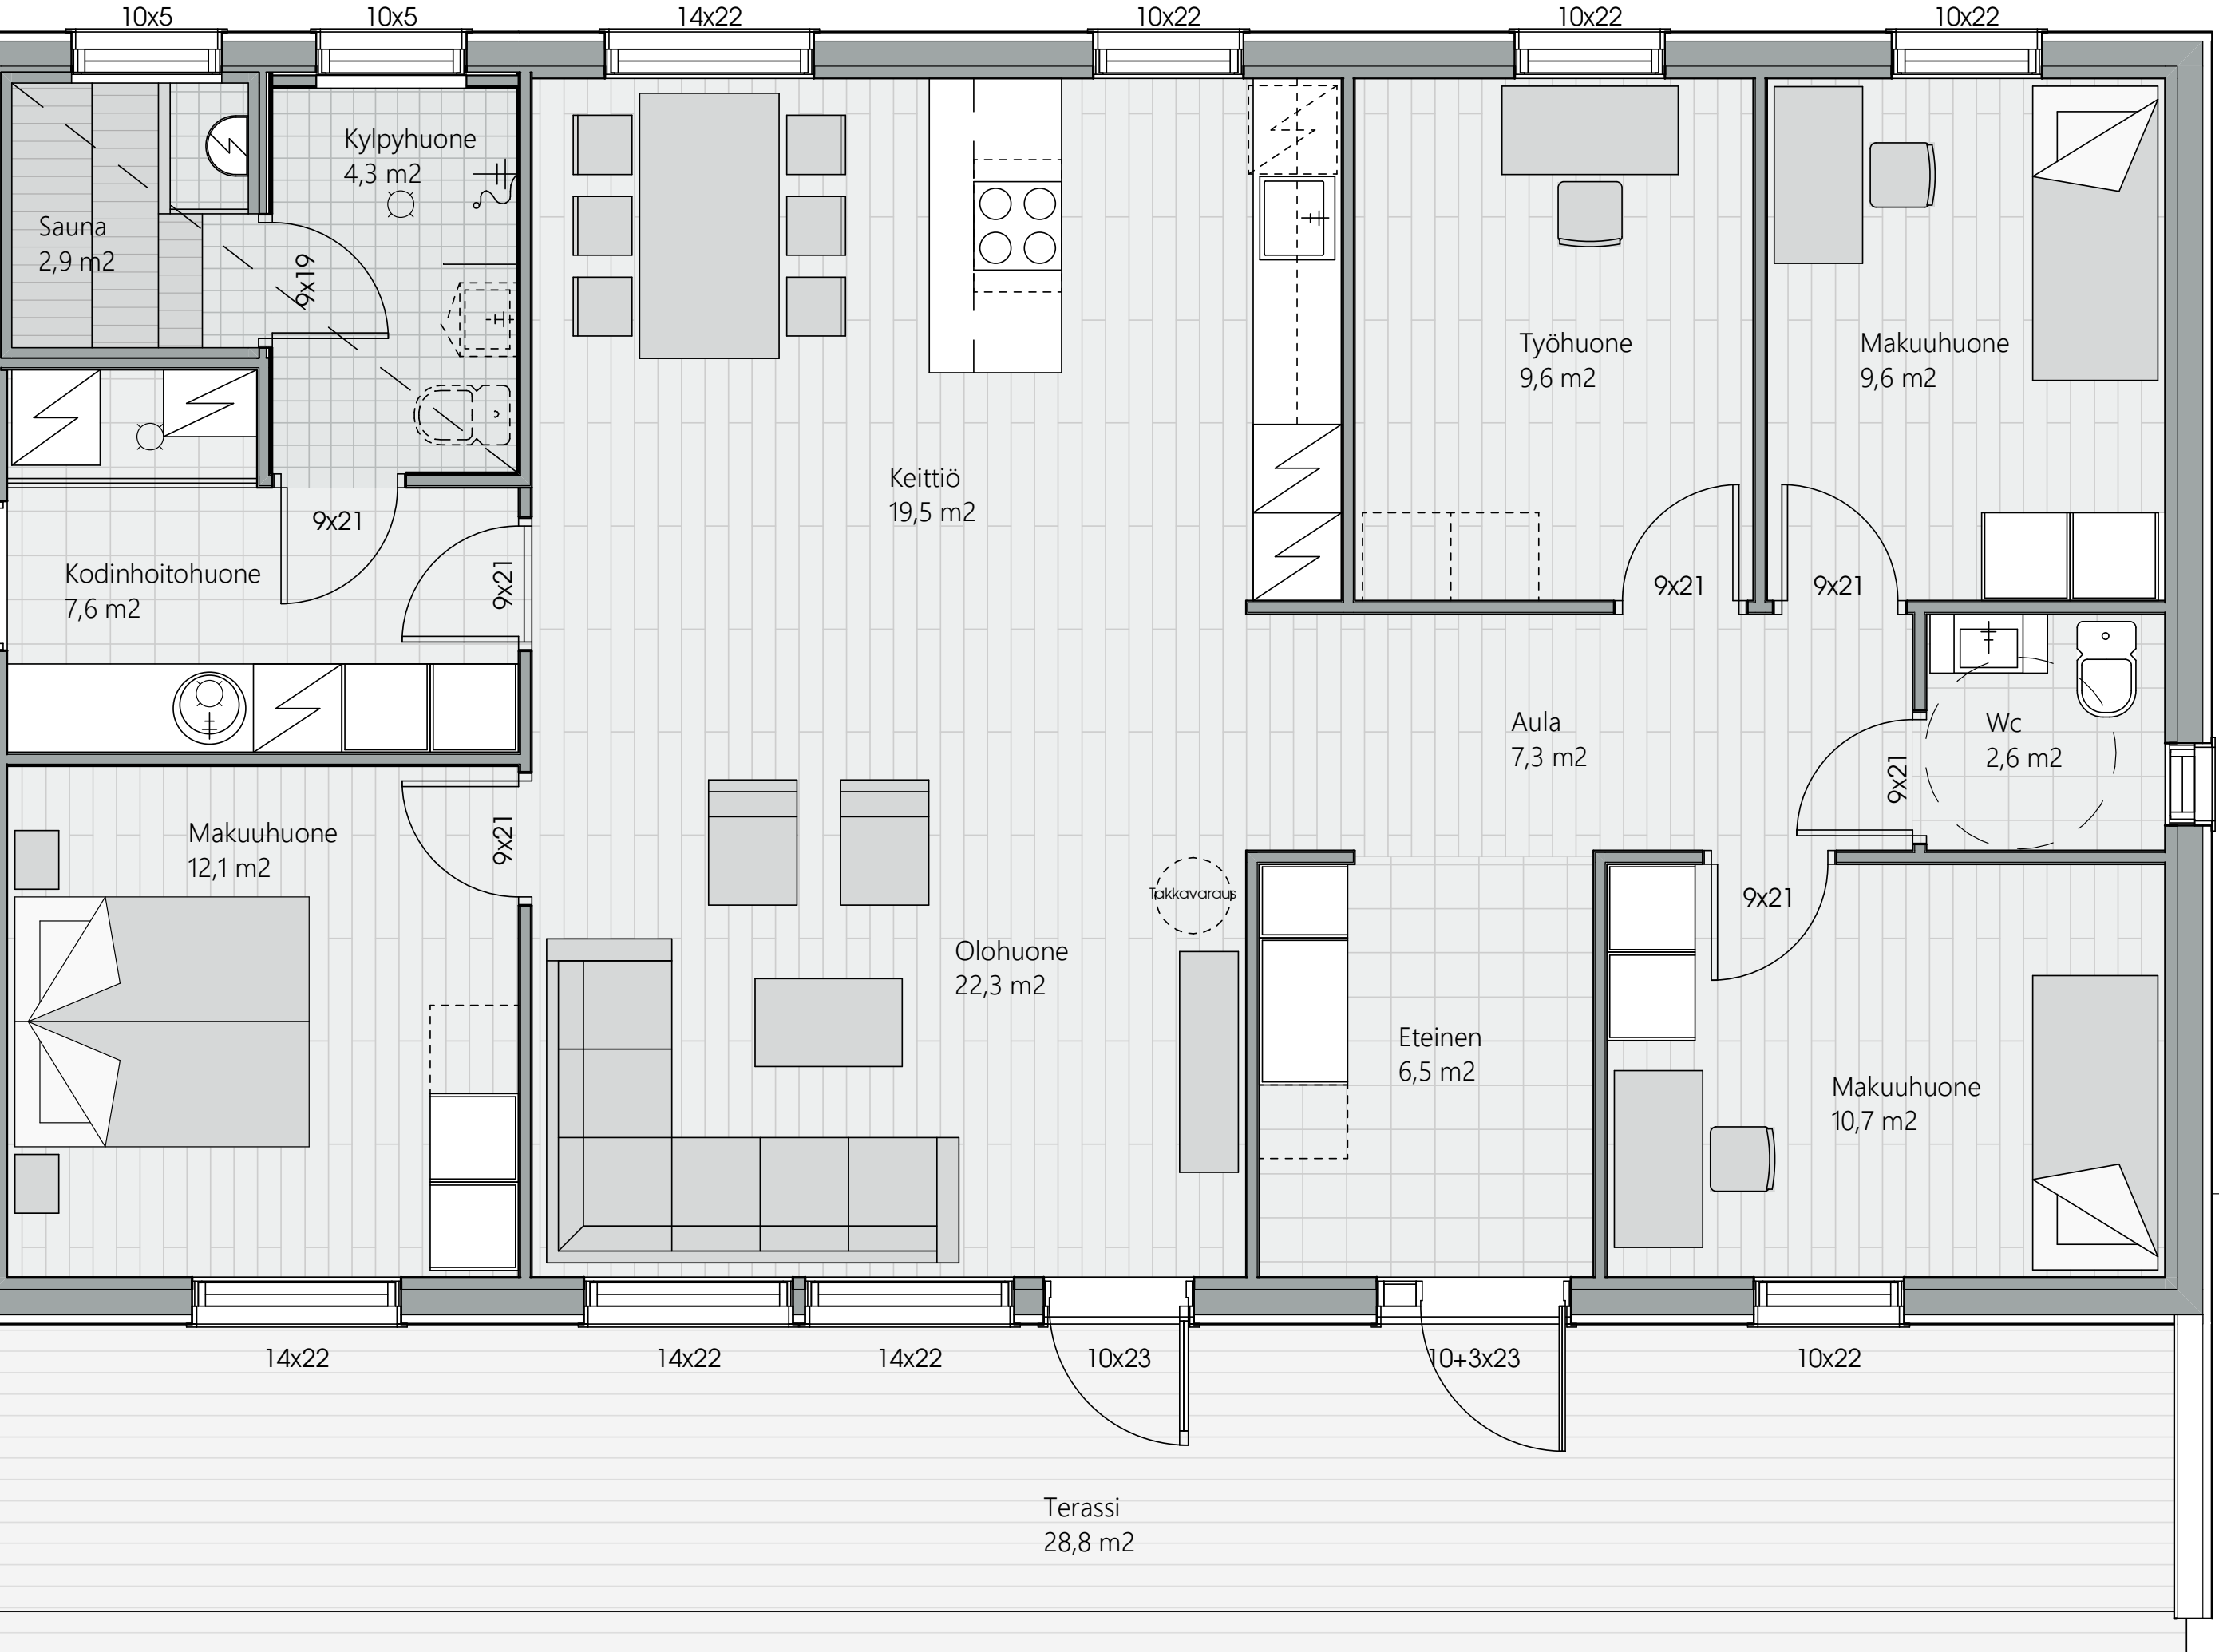 10x5
10x5
14x22
10x22
10x22
10x22
Kylpyhuone
4,3 m2
Sauna
2,9 m2
9x19
Työhuone
9,6 m2
Makuuhuone
9,6 m2
Keittiö
19,5 m2
9x21
9x21
Kodinhoitohuone
7,6 m2
9x21
9x21
Aula
7,3 m2
Wc
2,6 m2
9x21
Makuuhuone
12,1 m2
9x21
Takkavaraus
9x21
Olohuone
22,3 m2
Eteinen
6,5 m2
Makuuhuone
10,7 m2
14x22
14x22
14x22
10x23
10+3x23
10x22
Terassi
28,8 m2